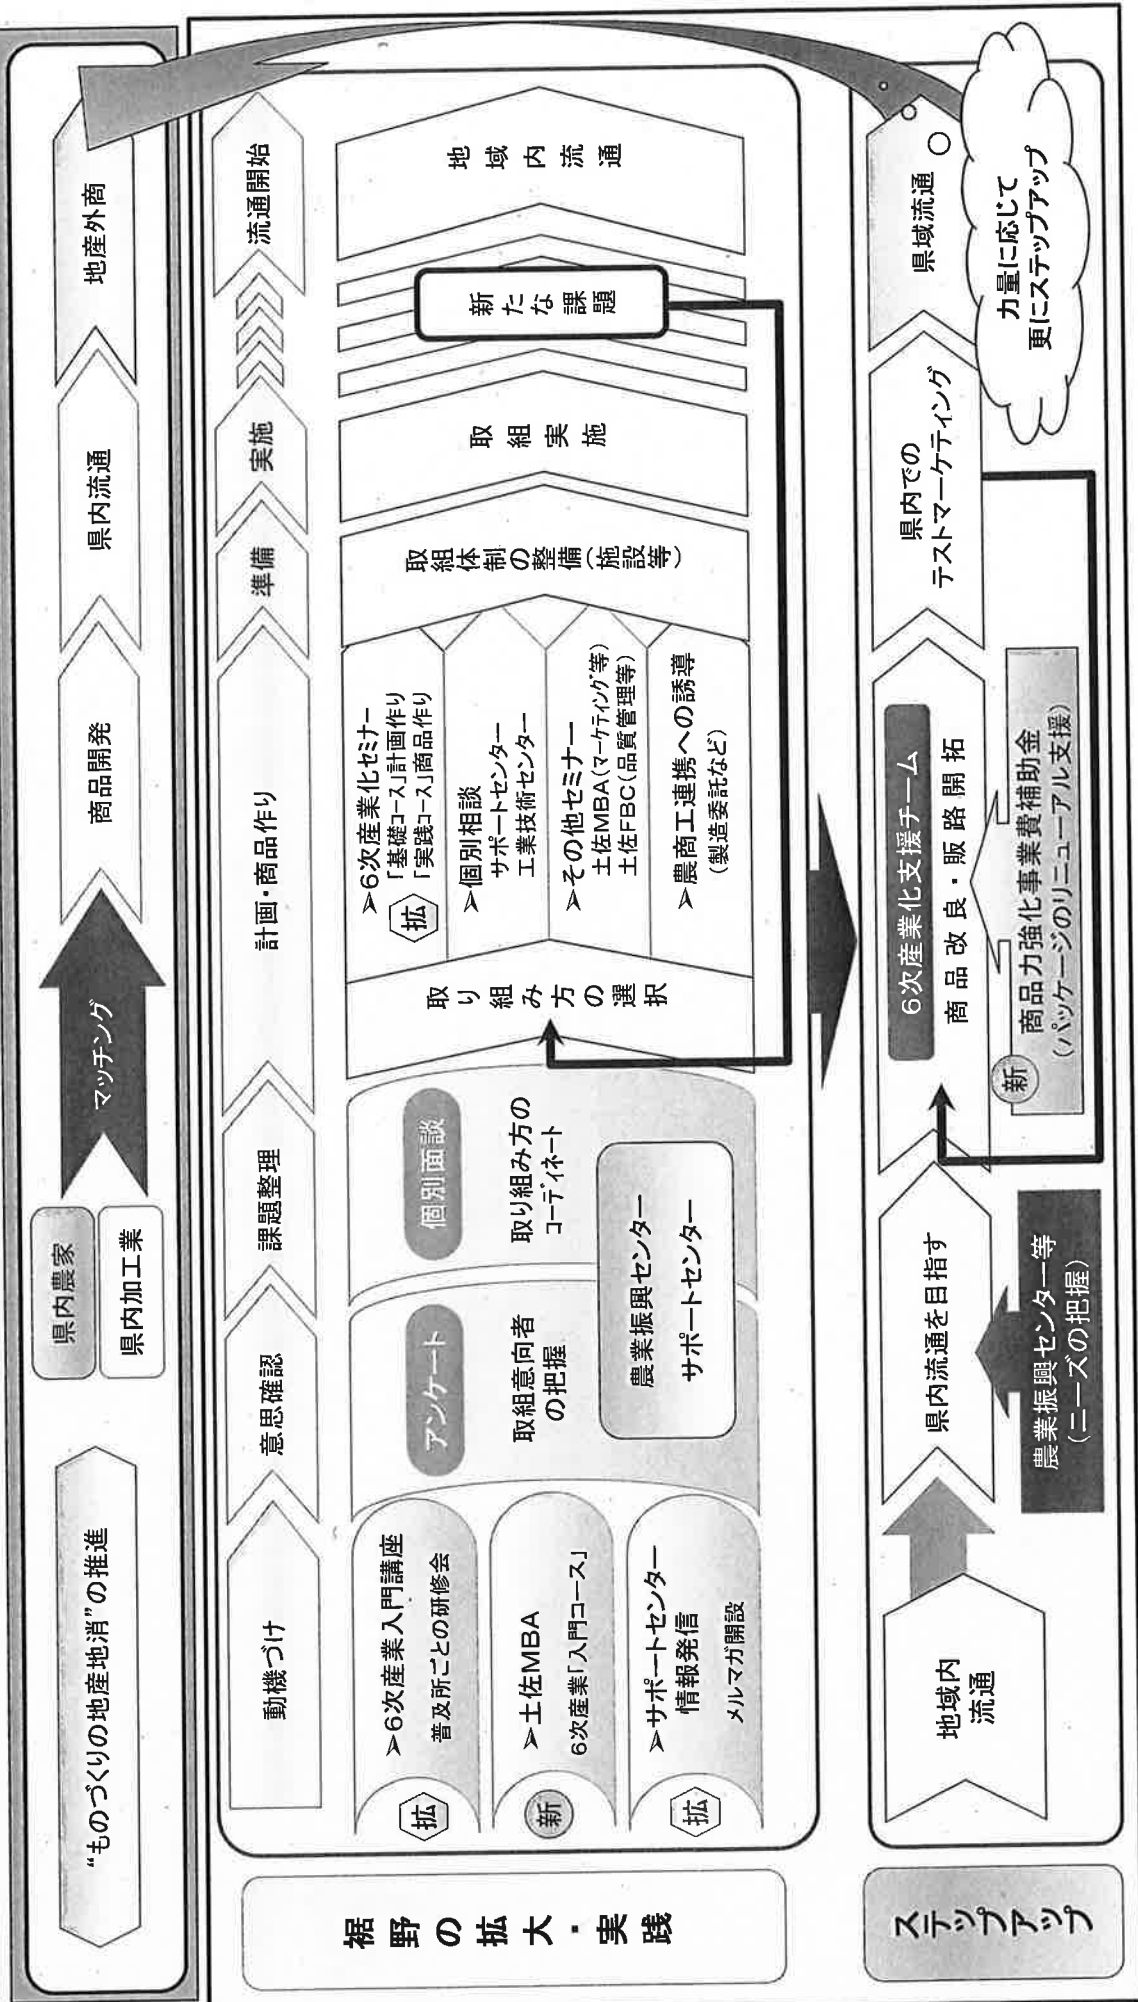 “ものづくりの地産地消”の推進
県内農家
県内加工業
マッチング
商品開発
県内流通
地産外商
裾野の拡大・実践
動機づけ
意思確認
課題整理
計画・商品作り
準備
実施
流通開始
拡
➢6次産業入門講座
普及所ごとの研修会
新
➢土佐MBA
6次産業「入門コース」
拡
➢サポートセンター
情報発信
メルマガ開設
アンケート
取組意向者
の把握
個別面談
取り組み方の
コーディネート
農業振興センター
サポートセンター
取り組み方の選択
拡
➢6次産業化セミナー
「基礎コース」計画作り
「実践コース」商品作り
➢個別相談
サポートセンター
工業技術センター
➢その他セミナー
土佐MBA(マーケティング等)
土佐FBC(品質管理等)
➢農商工連携への誘導
(製造委託など)
取組体制の整備(施設等)
取組実施
新たな課題
地域内流通
ステップアップ
地域内
流通
県内流通を目指す
農業振興センター等
(ニーズの把握)
6次産業化支援チーム
商品改良・販路開拓
新
商品力強化事業費補助金
(パッケージのリニューアル支援)
県内での
テストマーケティング
県域流通
力量に応じて
更にステップアップ